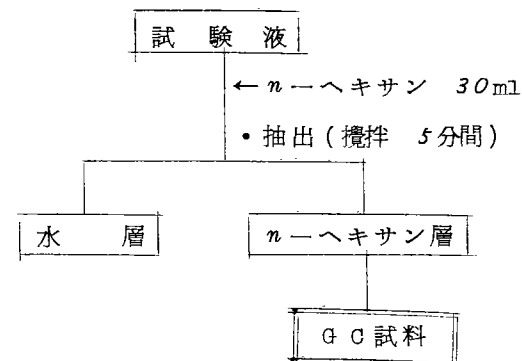 試験液
← n－ヘキサン 30ml
・抽出(攪拌 5分間)
水層
n－ヘキサン層
GC試料